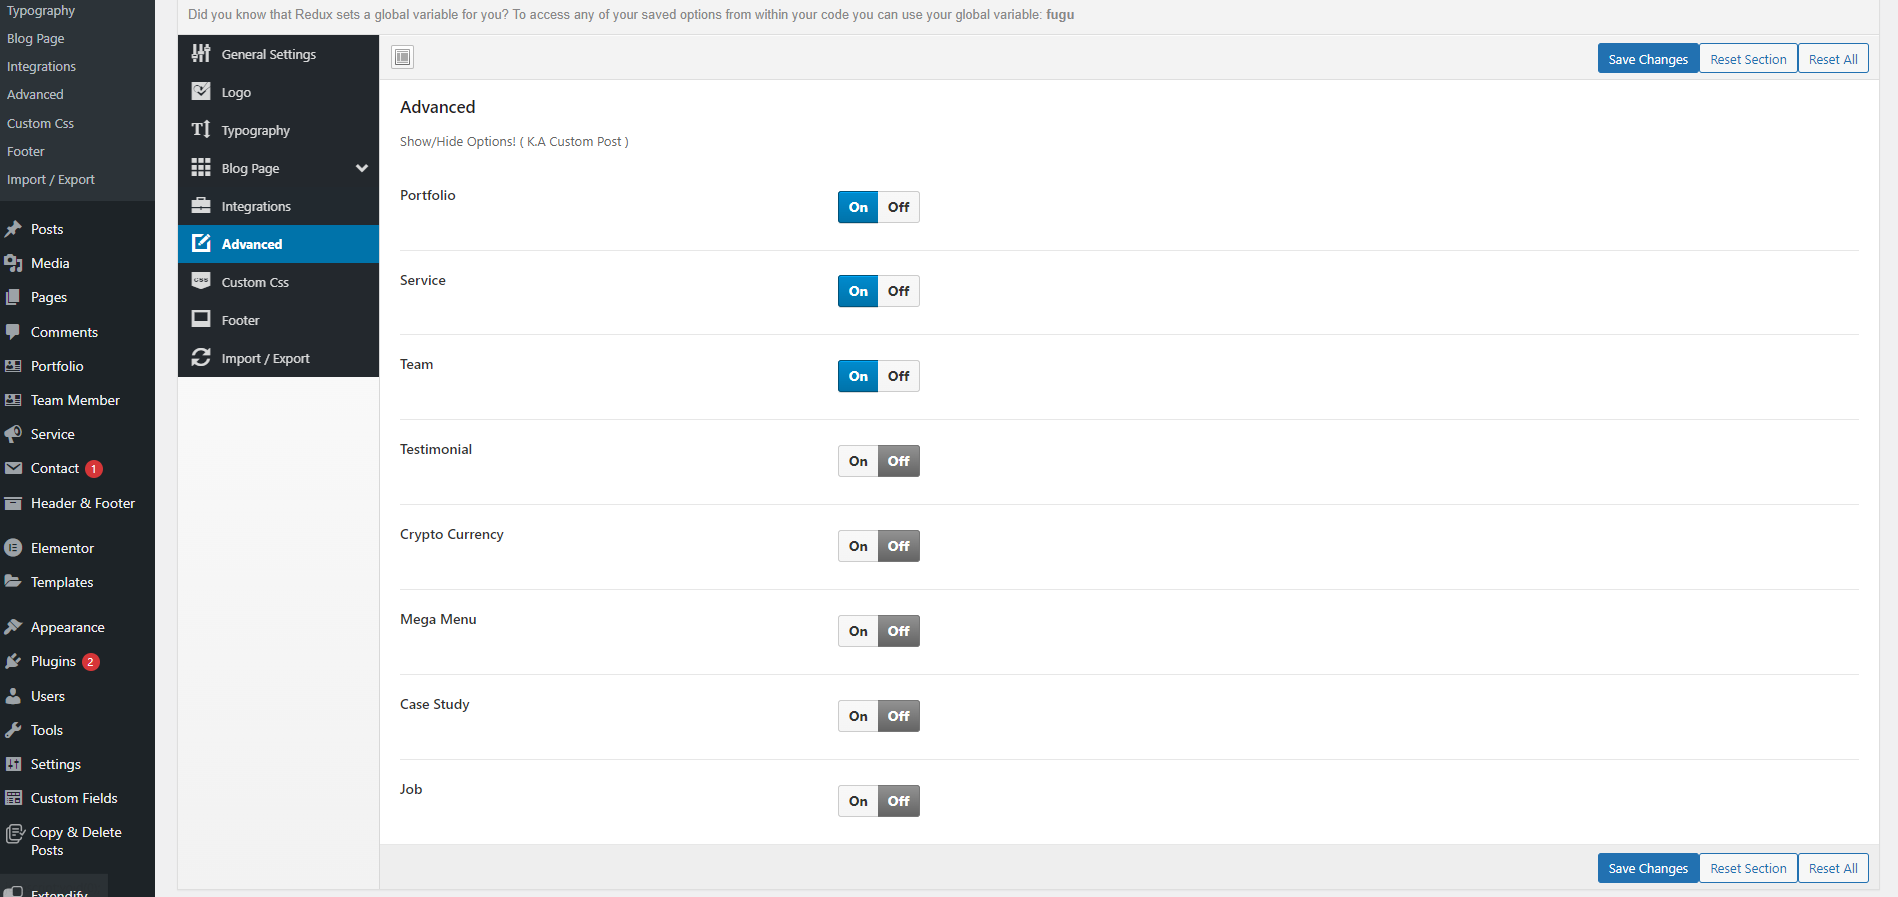 Typography
Blog Page
Integrations
Advanced
Custom Css
Footer
Import / Export
Posts
Media
Pages
Comments
Portfolio
Team Member
Service
Contact 1
Header & Footer
Elementor
Templates
Appearance
Plugins 2
Users
Tools
Settings
Custom Fields
Copy & Delete
Posts
Extendify
Did you know that Redux sets a global variable for you? To access any of your saved options from within your code you can use your global variable: fugu
General Settings
Logo
Typography
Blog Page
Integrations
Advanced
CSS Custom Css
Footer
Import / Export
Save Changes Reset Section Reset All
Advanced
Show/Hide Options! ( K.A Custom Post )
Portfolio On Off
Service On Off
Team On Off
Testimonial On Off
Crypto Currency On Off
Mega Menu On Off
Case Study On Off
Job On Off
Save Changes Reset Section Reset All